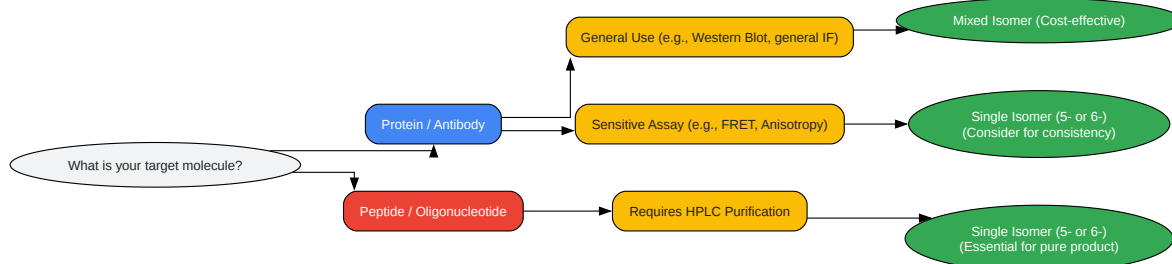 General Use (e.g., Western Blot, general IF)
Mixed Isomer (Cost-effective)
Protein / Antibody
Sensitive Assay (e.g., FRET, Anisotropy)
Single Isomer (5- or 6-)
(Consider for consistency)
What is your target molecule?
Peptide / Oligonucleotide
Requires HPLC Purification
Single Isomer (5- or 6-)
(Essential for pure product)